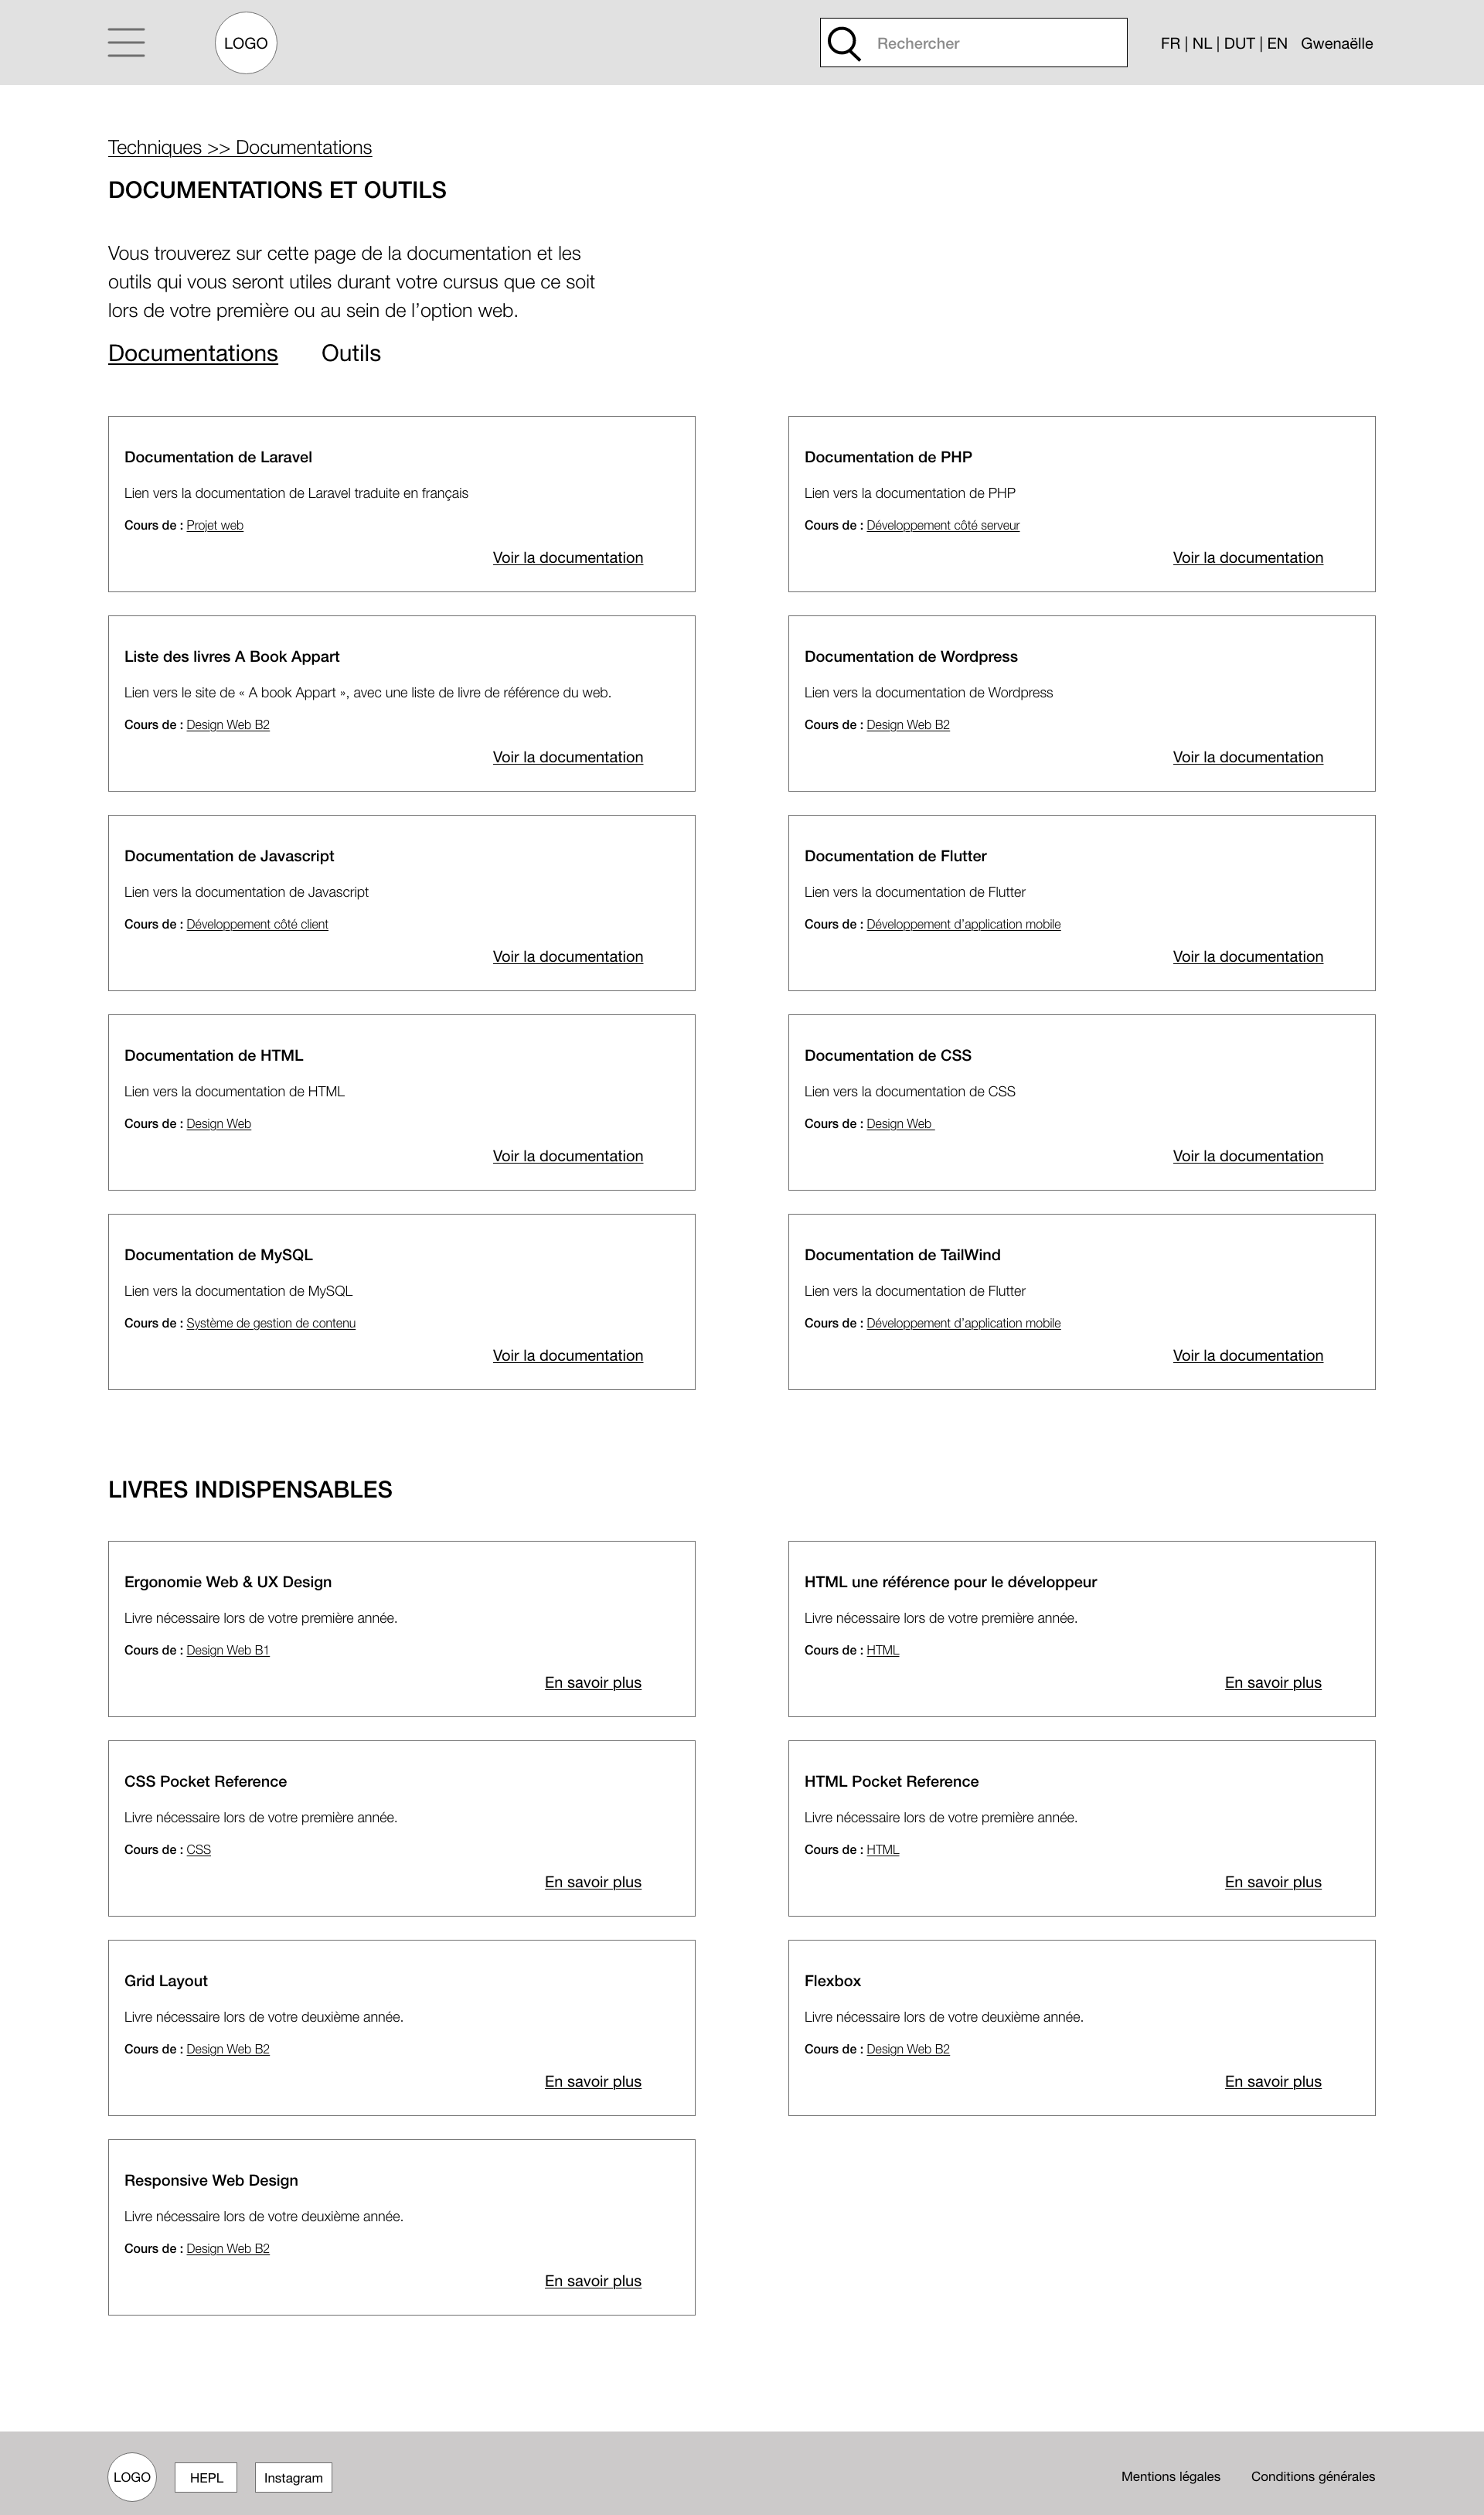 LOGO
Rechercher
FR | NL | DUT | EN Gwenaëlle
Techniques >> Documentations
DOCUMENTATIONS ET OUTILS
Vous trouverez sur cette page de la documentation et les
outils qui vous seront utiles durant votre cursus que ce soit
lors de votre première ou au sein de l’option web.
Documentations Outils
Documentation de Laravel
Lien vers la documentation de Laravel traduite en français
Cours de : Projet web
Voir la documentation
Documentation de PHP
Lien vers la documentation de PHP
Cours de : Développement côté serveur
Voir la documentation
Liste des livres A Book Appart
Lien vers le site de « A book Appart », avec une liste de livre de référence du web.
Cours de : Design Web B2
Voir la documentation
Documentation de Wordpress
Lien vers la documentation de Wordpress
Cours de : Design Web B2
Voir la documentation
Documentation de Javascript
Lien vers la documentation de Javascript
Cours de : Développement côté client
Voir la documentation
Documentation de Flutter
Lien vers la documentation de Flutter
Cours de : Développement d’application mobile
Voir la documentation
Documentation de HTML
Lien vers la documentation de HTML
Cours de : Design Web
Voir la documentation
Documentation de CSS
Lien vers la documentation de CSS
Cours de : Design Web
Voir la documentation
Documentation de MySQL
Lien vers la documentation de MySQL
Cours de : Système de gestion de contenu
Voir la documentation
Documentation de TailWind
Lien vers la documentation de Flutter
Cours de : Développement d’application mobile
Voir la documentation
LIVRES INDISPENSABLES
Ergonomie Web & UX Design
Livre nécessaire lors de votre première année.
Cours de : Design Web B1
En savoir plus
HTML une référence pour le développeur
Livre nécessaire lors de votre première année.
Cours de : HTML
En savoir plus
CSS Pocket Reference
Livre nécessaire lors de votre première année.
Cours de : CSS
En savoir plus
HTML Pocket Reference
Livre nécessaire lors de votre première année.
Cours de : HTML
En savoir plus
Grid Layout
Livre nécessaire lors de votre deuxième année.
Cours de : Design Web B2
En savoir plus
Flexbox
Livre nécessaire lors de votre deuxième année.
Cours de : Design Web B2
En savoir plus
Responsive Web Design
Livre nécessaire lors de votre deuxième année.
Cours de : Design Web B2
En savoir plus
LOGO
HEPL
Instagram
Mentions légales
Conditions générales